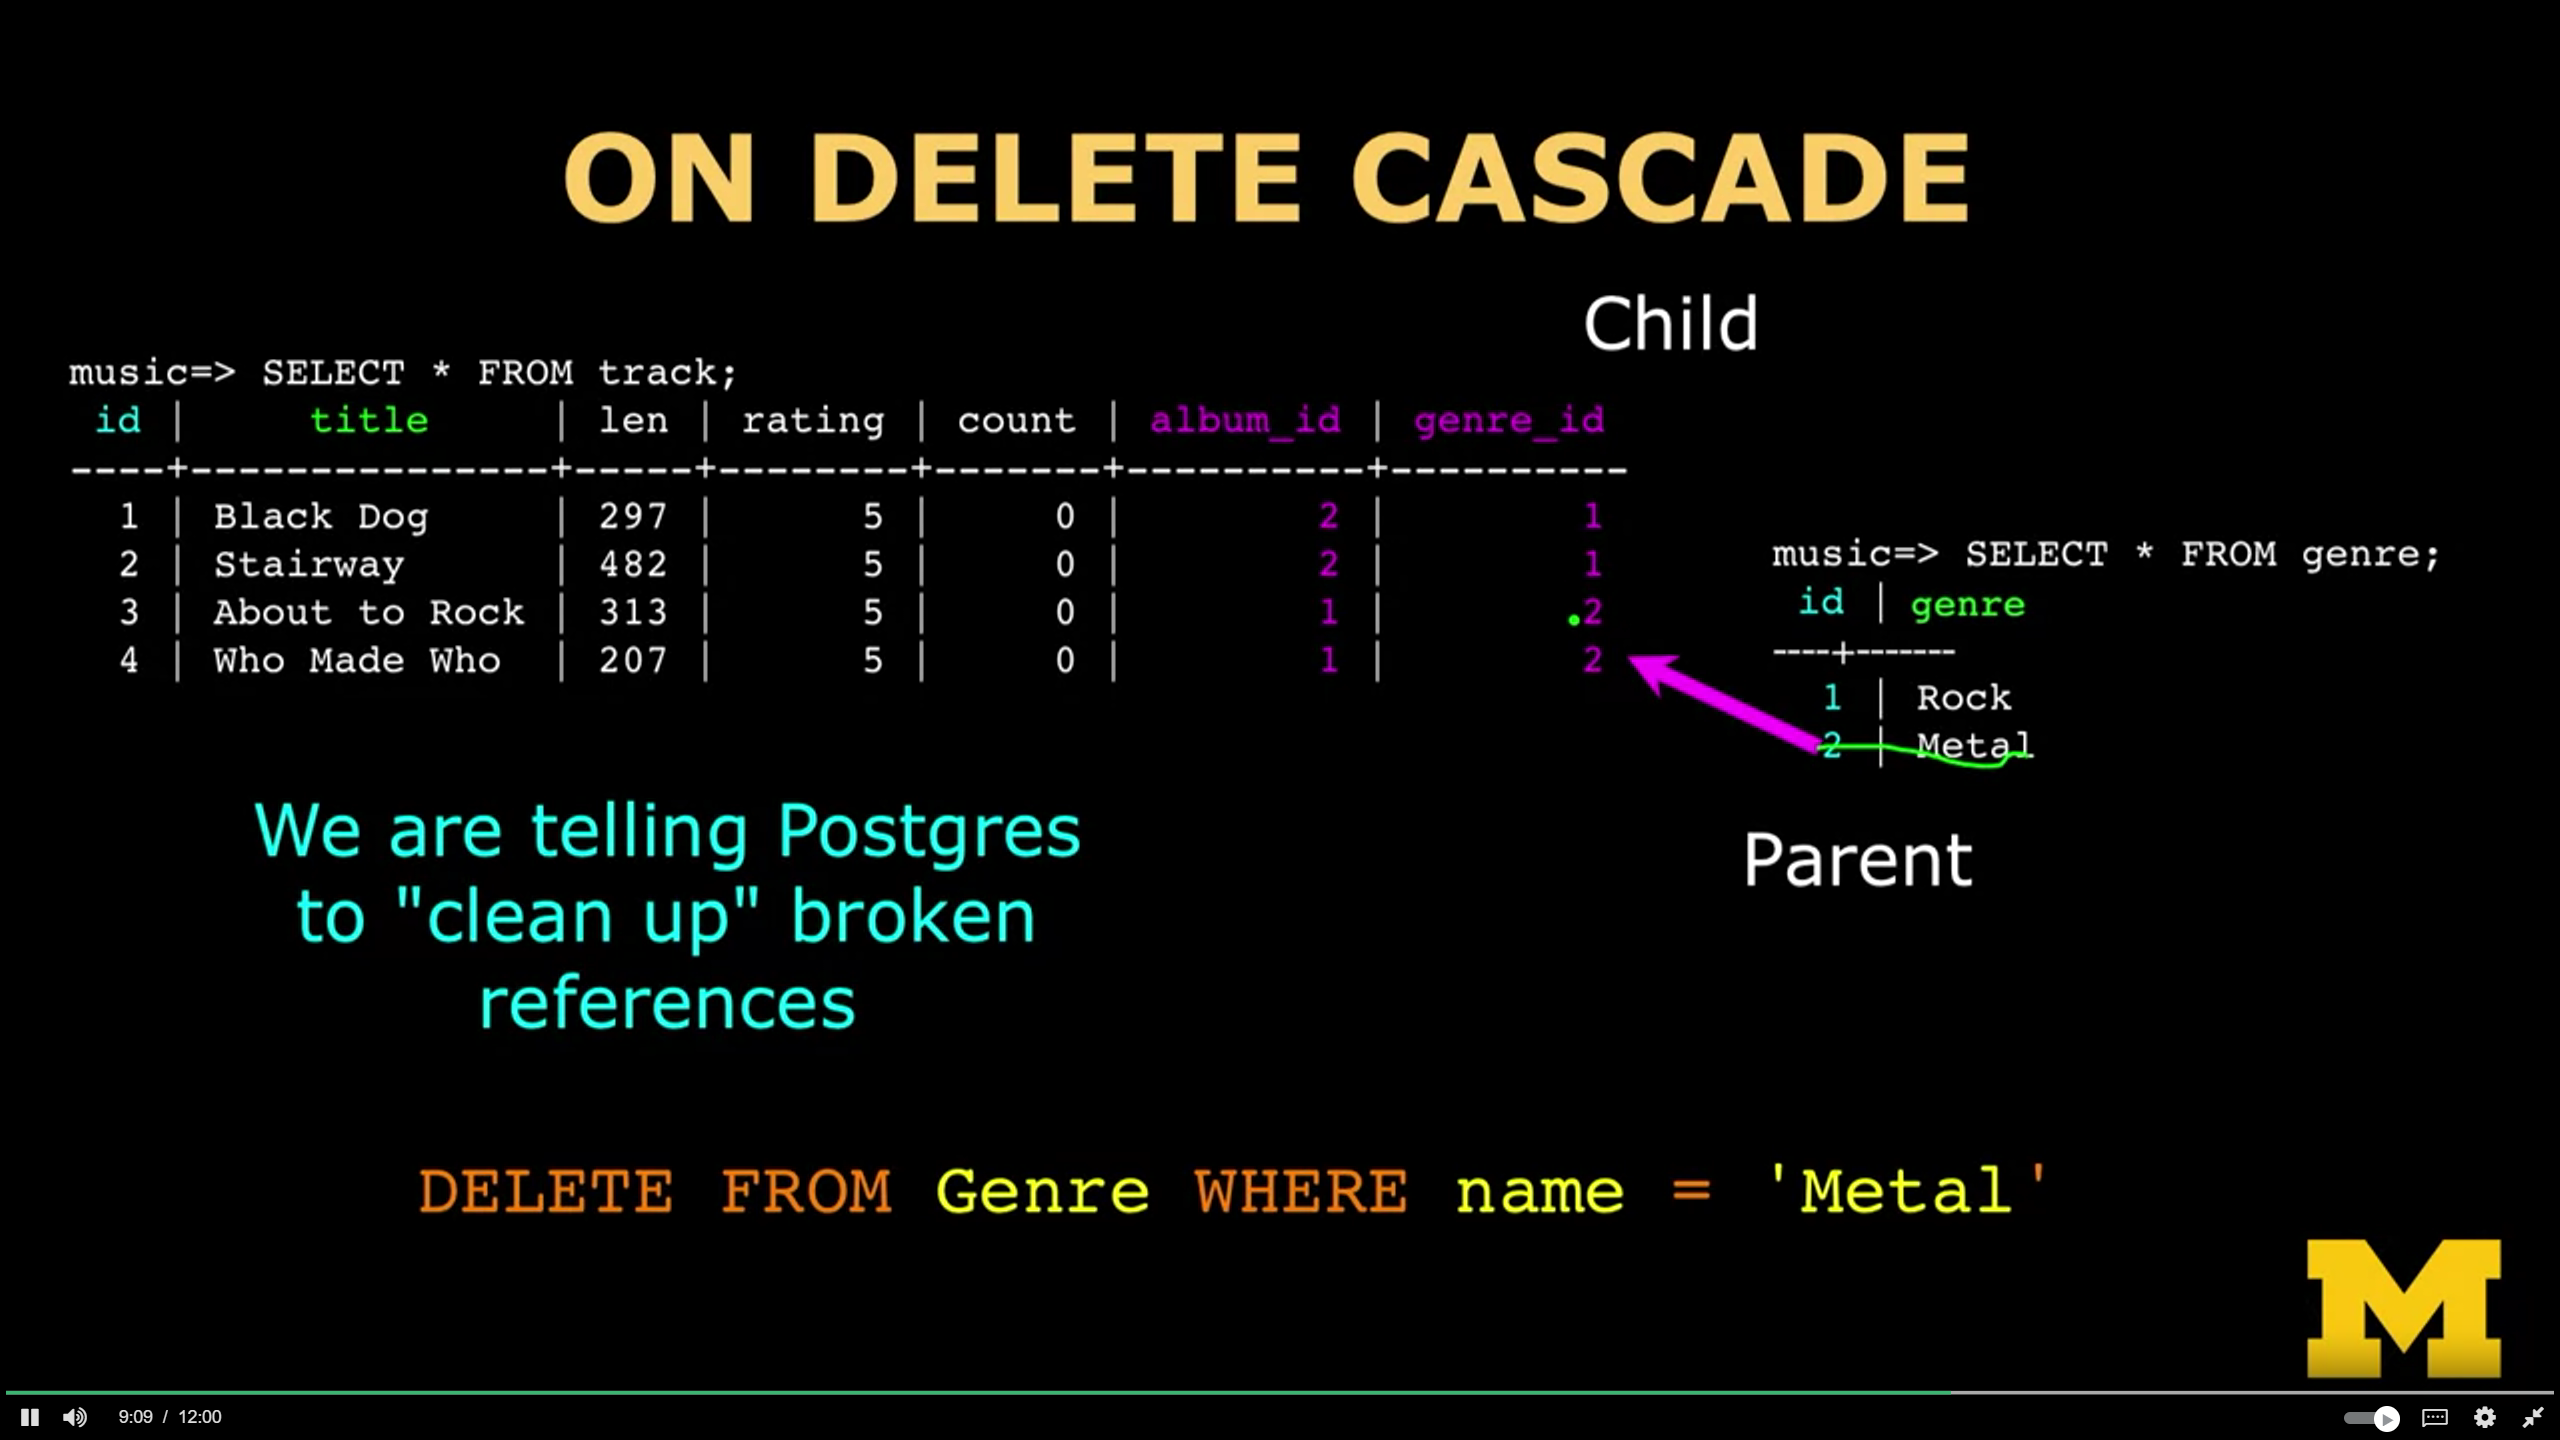 ON DELETE CASCADE
Child
music=> SELECT * FROM track;
id | title | len | rating | count | album_id | genre_id
----+---------------+-----+--------+-------+----------+----------
1 | Black Dog | 297 | 5 | 0 | 2 | 1
2 | Stairway | 482 | 5 | 0 | 2 | 1
3 | About to Rock | 313 | 5 | 0 | 1 | 2
4 | Who Made Who | 207 | 5 | 0 | 1 | 2
music=> SELECT * FROM genre;
id | genre
----+-------
1 | Rock
2 | Metal
Parent
We are telling Postgres
to "clean up" broken
references
DELETE FROM Genre WHERE name = 'Metal'
M
9:09 / 12:00